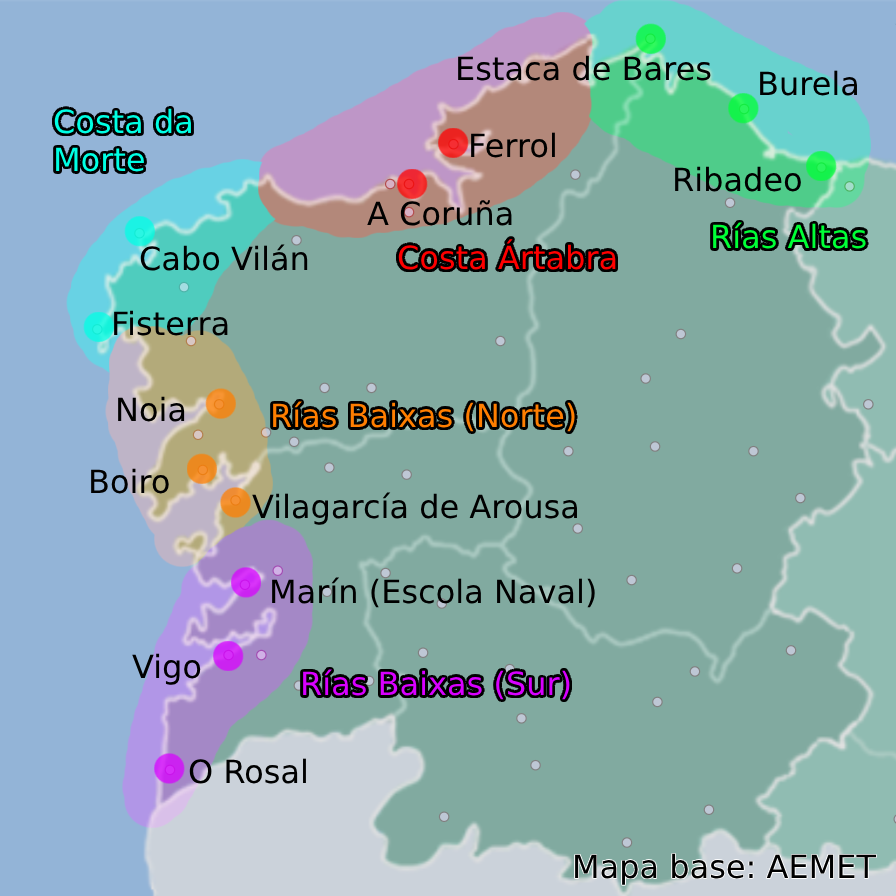 Estaca de Bares
Burela
Costa da
Morte
Ferrol
Ribadeo
A Coruña
Rías Altas
Cabo Vilán
Costa Ártabra
Fisterra
Noia
Rías Baixas (Norte)
Boiro
Vilagarcía de Arousa
Marín (Escola Naval)
Vigo
Rías Baixas (Sur)
O Rosal
Mapa base: AEMET